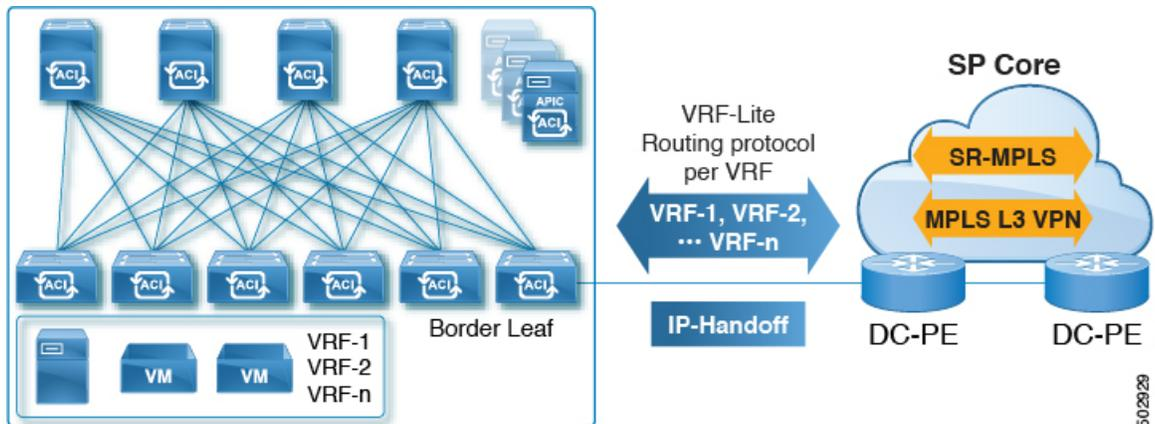 ACI
ACI
ACI
ACI
APIC
ACI
ACI
ACI
ACI
ACI
ACI
ACI
Border Leaf
VM
VM
VRF-1
VRF-2
VRF-n
VRF-Lite
Routing protocol
per VRF
VRF-1, VRF-2,
··· VRF-n
IP-Handoff
SP Core
SR-MPLS
MPLS L3 VPN
DC-PE
DC-PE
502929